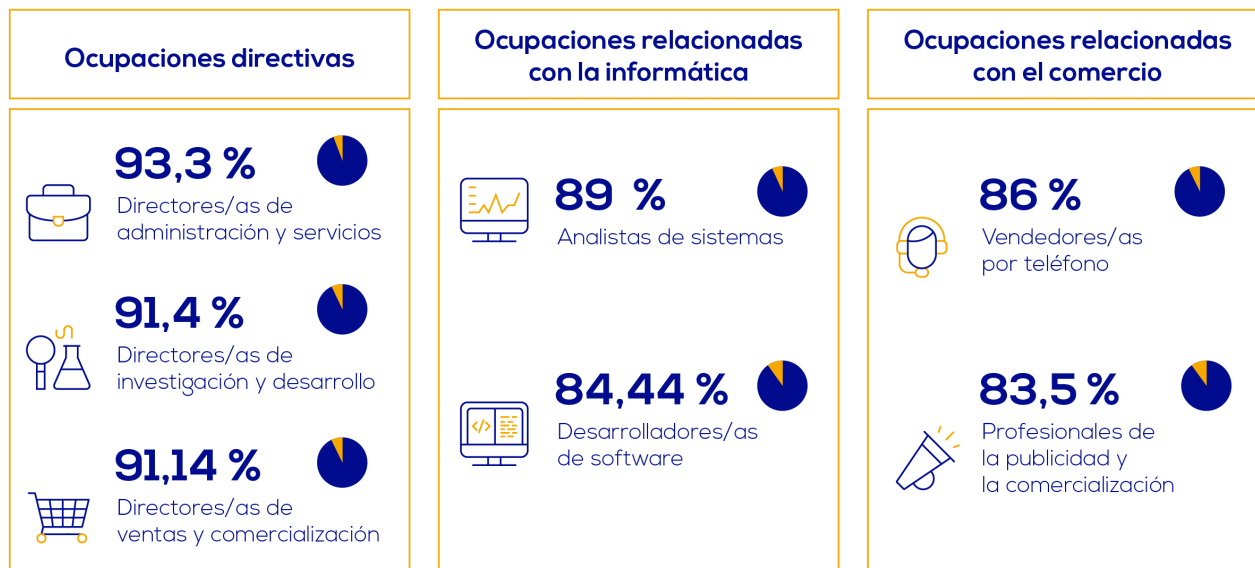 Ocupaciones directivas
93,3 %
Directores/as de
administración y servicios
91,4 %
Directores/as de
investigación y desarrollo
91,14 %
Directores/as de
ventas y comercialización
Ocupaciones relacionadas
con la informática
89 %
Analistas de sistemas
</>
84,44 %
Desarrolladores/as
de software
Ocupaciones relacionadas
con el comercio
86 %
Vendedores/as
por teléfono
83,5 %
Profesionales de
la publicidad y
la comercialización